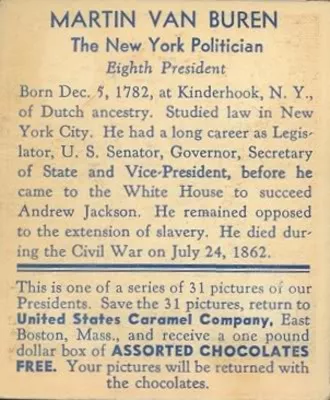 MARTIN VAN BUREN
The New York Politician
Eighth President
Born Dec. 5, 1782, at Kinderhook, N. Y.,
of Dutch ancestry. Studied law in
New York City. He had a long career as Legis-
lator, U. S. Senator, Governor, Secretary
of State and Vice-President, before he
came to the White House to succeed
Andrew Jackson. He remained opposed
to the extension of slavery. He died dur-
ing the Civil War on July 24, 1862.
This is one of a series of 31 pictures of our
Presidents. Save the 31 pictures, return to
United States Caramel Company, East
Boston, Mass., and receive a one pound
dollar box of ASSORTED CHOCOLATES
FREE. Your pictures will be returned with
the chocolates.